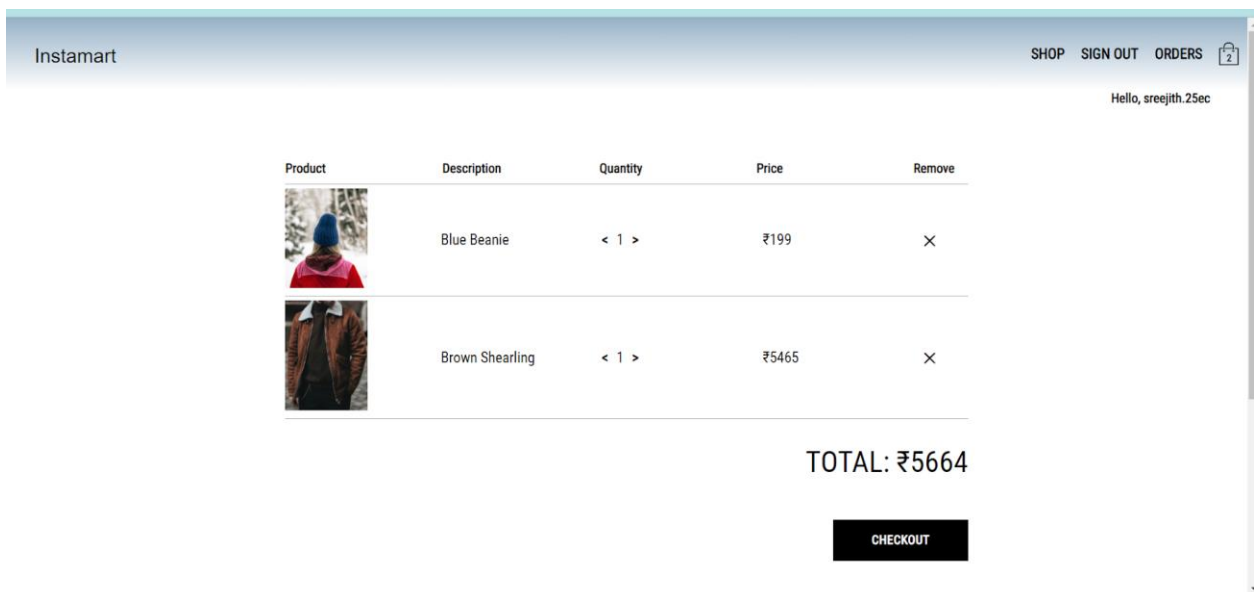 Instamart
SHOP SIGN OUT ORDERS 2
Hello, sreejith.25ec
Product Description Quantity Price Remove
Blue Beanie < 1 > ₹199 ✕
Brown Shearling < 1 > ₹5465 ✕
TOTAL: ₹5664
CHECKOUT